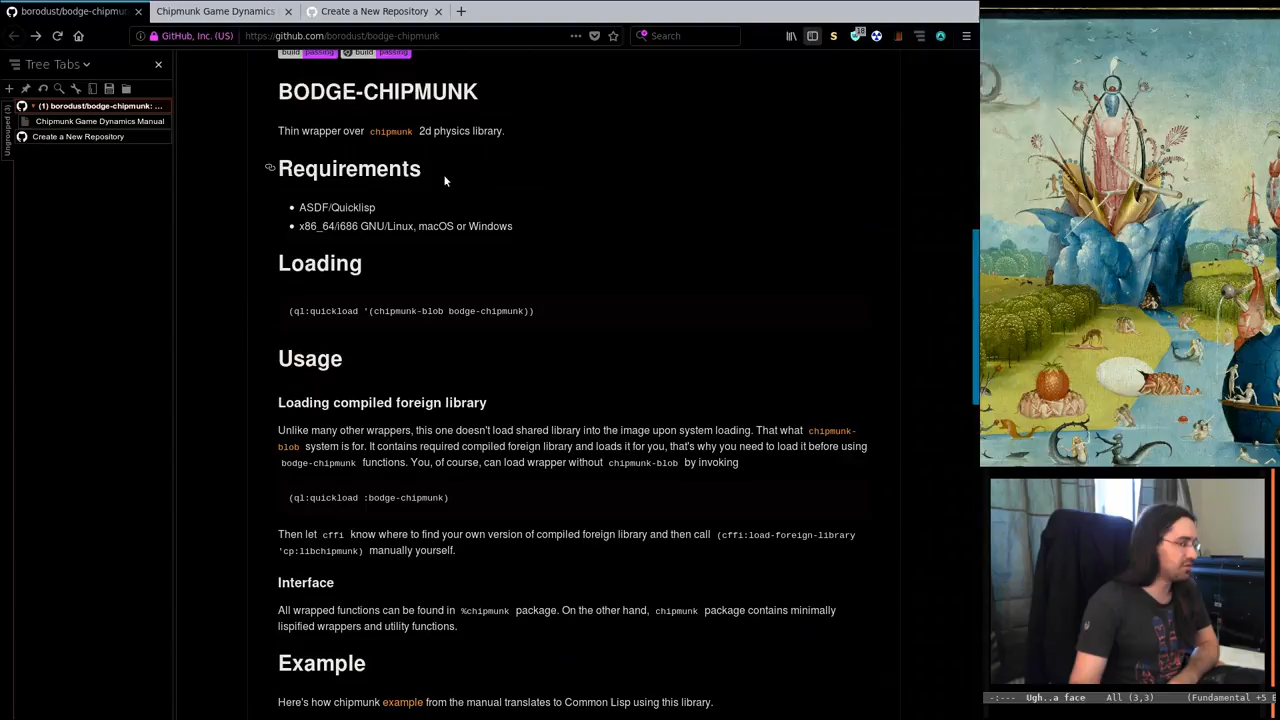 borodust/bodge-chipmun
Chipmunk Game Dynamics
Create a New Repository
GitHub, Inc. (US)
https://github.com/borodust/bodge-chipmunk
Search
Tree Tabs
(1) borodust/bodge-chipmunk: ...
Chipmunk Game Dynamics Manual
Create a New Repository
Ungrouped (3)
build passing build passing
BODGE-CHIPMUNK
Thin wrapper over chipmunk 2d physics library.
Requirements
ASDF/Quicklisp
x86_64/i686 GNU/Linux, macOS or Windows
Loading
(ql:quickload '(chipmunk-blob bodge-chipmunk))
Usage
Loading compiled foreign library
Unlike many other wrappers, this one doesn't load shared library into the image upon system loading. That what chipmunk-
blob system is for. It contains required compiled foreign library and loads it for you, that's why you need to load it before using
bodge-chipmunk functions. You, of course, can load wrapper without chipmunk-blob by invoking
(ql:quickload :bodge-chipmunk)
Then let cffi know where to find your own version of compiled foreign library and then call (cffi:load-foreign-library
'cp:libchipmunk) manually yourself.
Interface
All wrapped functions can be found in %chipmunk package. On the other hand, chipmunk package contains minimally
lispified wrappers and utility functions.
Example
Here's how chipmunk example from the manual translates to Common Lisp using this library.
-:--- Ugh..a face All (3,3) (Fundamental +5